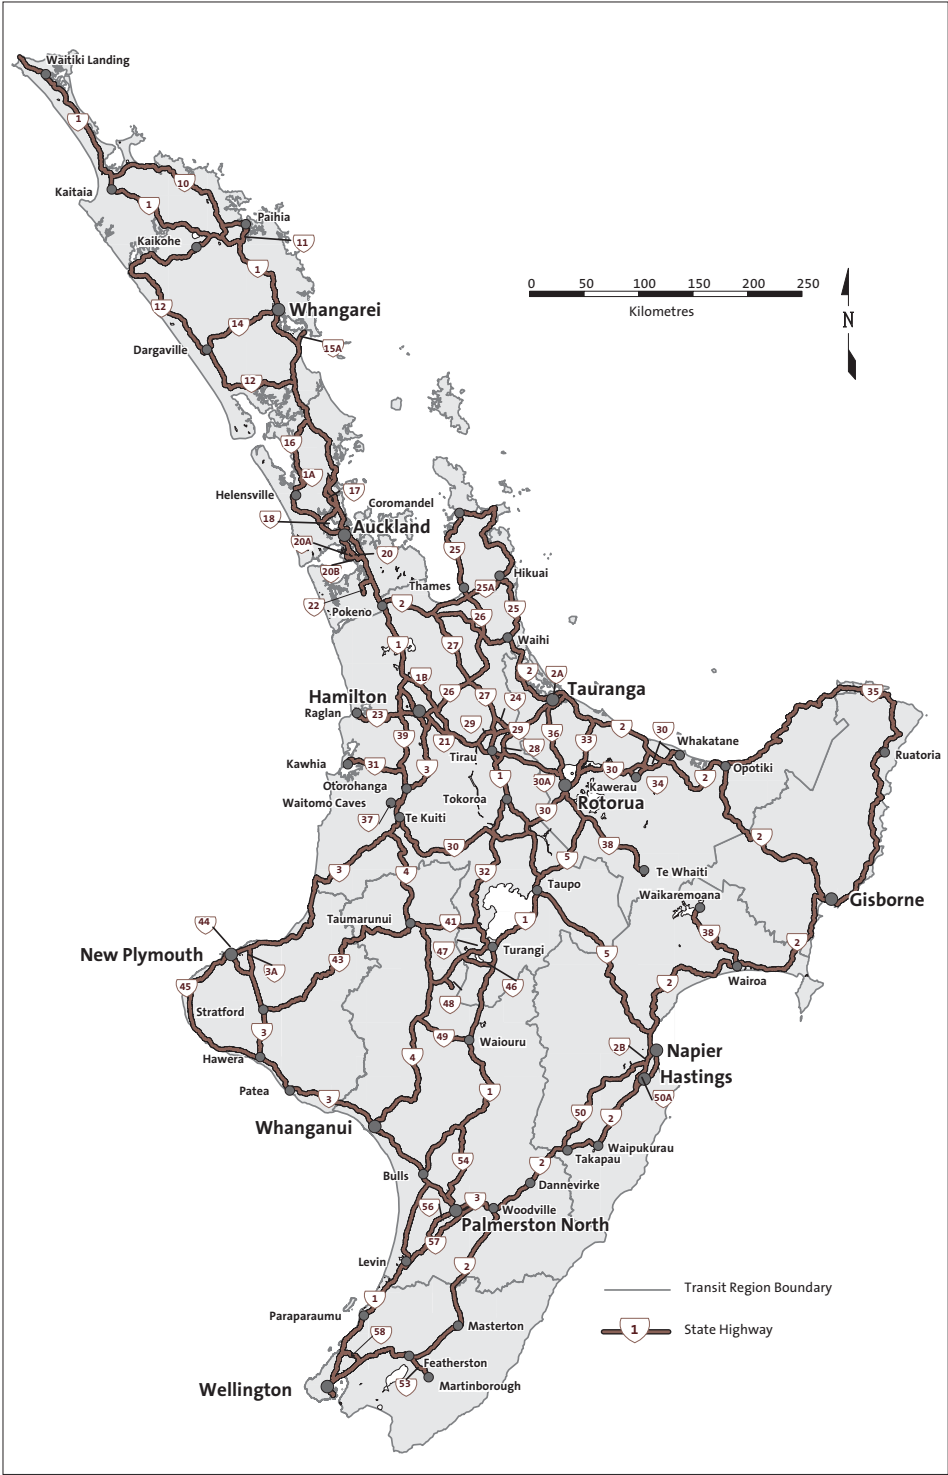 Waitiki Landing
1
10
Kaitaia
1
Paihia
Kaikohe
11
1
0 50 100 150 200 250
Kilometres
N
12
Whangarei
14
Dargaville
15A
12
16
1A
Helensville
17
Coromandel
18
Auckland
20A
20
25
20B
Hikuai
Thames
25A
22
2
25
Pokeno
26
Waihi
1
27
2
2A
1B
Tauranga
Hamilton
26
27
24
35
Raglan
23
29
29
36
33
2
30
39
21
28
Whakatane
Ruatoria
Tirau
Kawhia
31
3
30
Opotiki
1
30A
Kawerau
34
2
Otorohanga
Waitomo Caves
Tokoroa
Rotorua
37
Te Kuiti
30
2
30
38
5
3
4
32
Te Whaiti
Taupo
Waikaremoana
Gisborne
44
Taumarunui
41
1
38
2
New Plymouth
47
Turangi
5
43
3A
45
46
2
Wairoa
48
Stratford
3
49
Waiouru
2B
Napier
Hawera
4
Hastings
Patea
3
1
50A
50
2
Whanganui
Waipukurau
54
2
Takapau
Bulls
Dannevirke
56
3
Woodville
Palmerston North
57
Levin
2
Transit Region Boundary
1
Paraparaumu
Masterton
1
State Highway
58
Featherston
Wellington
53
Martinborough